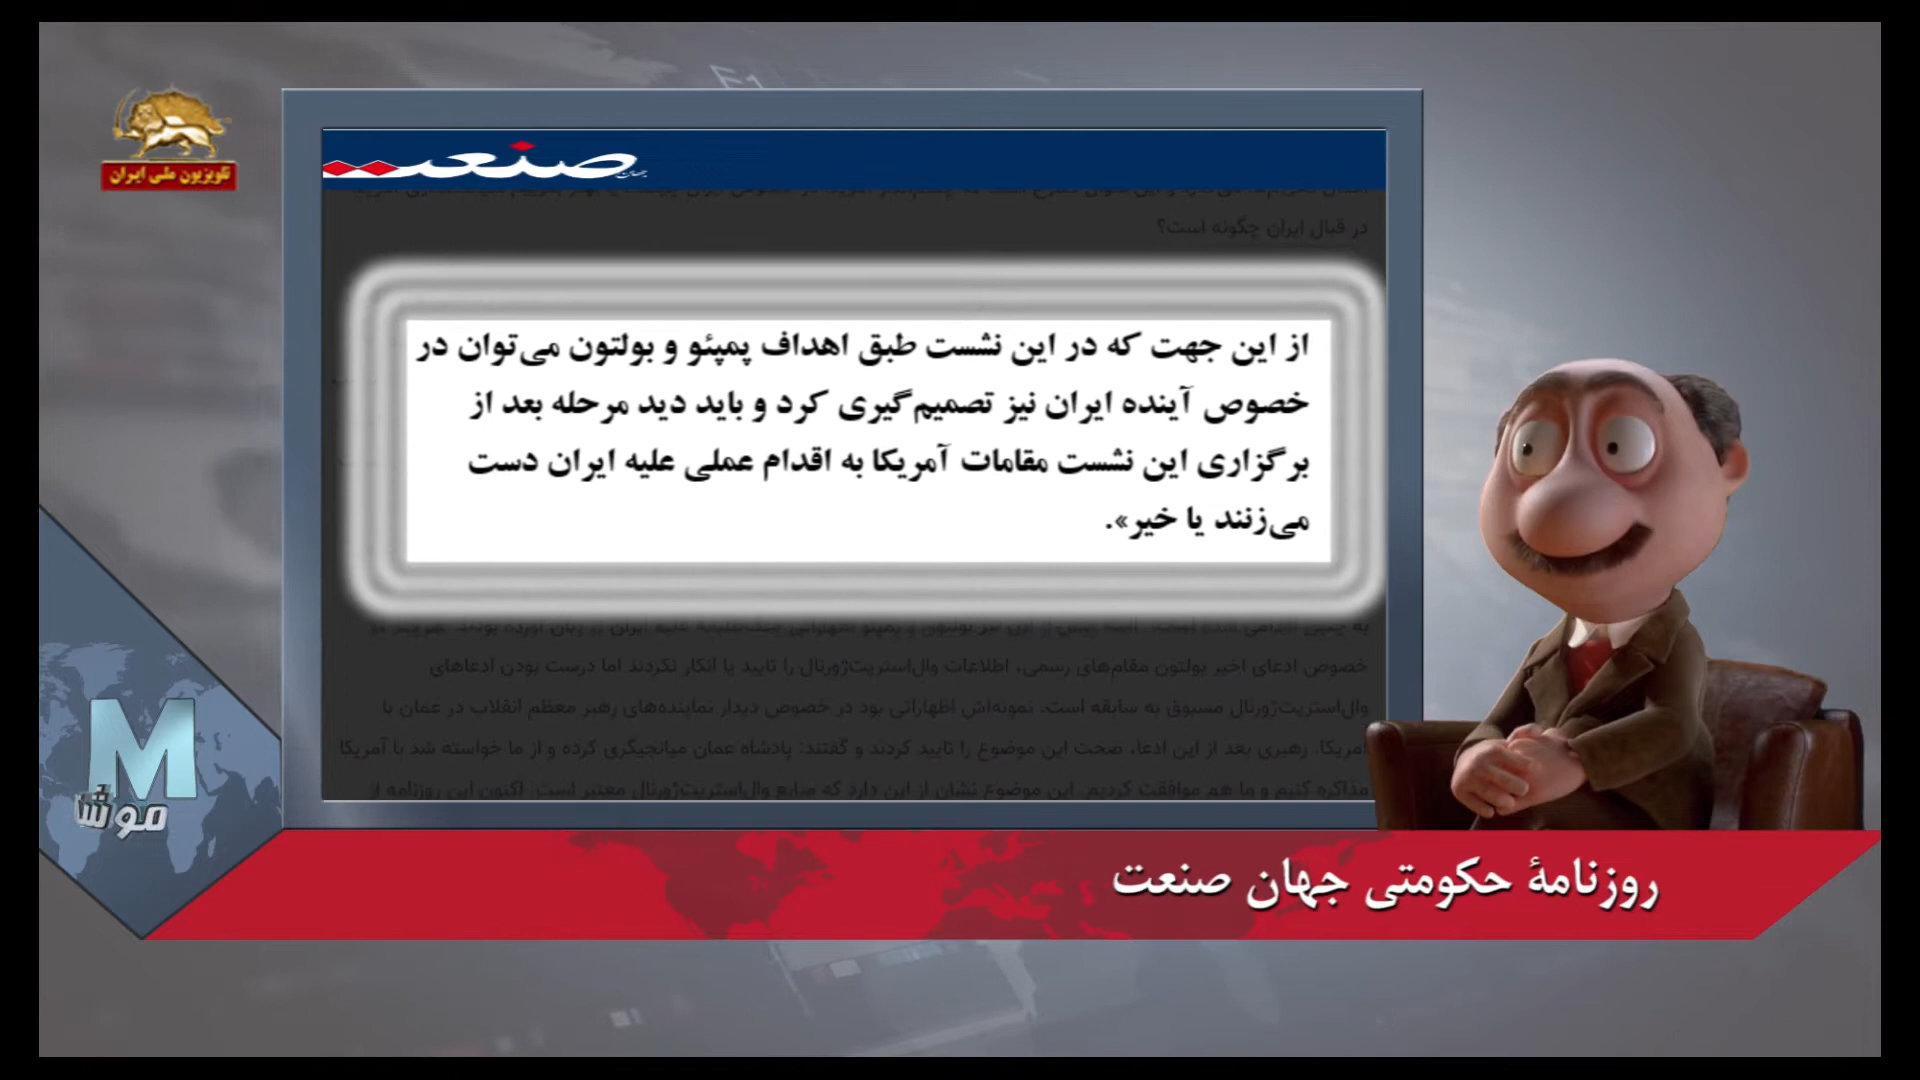 تلویزیون ملی ایران
جهان صنعت
در قبال ایران چگونه است؟
از این جهت که در این نشست طبق اهداف پمپئو و بولتون می‌توان در
خصوص آینده ایران نیز تصمیم‌گیری کرد و باید دید مرحله بعد از
برگزاری این نشست مقامات آمریکا به اقدام عملی علیه ایران دست
می‌زنند یا خیر».
خصوص ادعای اخیر بولتون مقام‌های رسمی، اطلاعات وال‌استریت‌ژورنال را تایید یا انکار نکردند اما درست بودن ادعاهای
وال‌استریت‌ژورنال مسبوق به سابقه است. نمونه‌اش اظهاراتی بود در خصوص دیدار نماینده‌های رهبر معظم انقلاب در عمان با
آمریکا. رهبری بعد از این ادعا، صحت این موضوع را تایید کردند و گفتند: پادشاه عمان میانجیگری کرده و از ما خواسته شد با آمریکا
مذاکره کنیم و ما هم موافقت کردیم. این موضوع نشان از این دارد که منابع وال‌استریت‌ژورنال معتبر است. اکنون این روزنامه از
M
موشا
روزنامهٔ حکومتی جهان صنعت